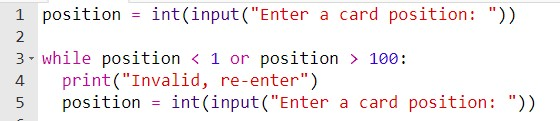 1 position = int(input("Enter a card position: "))
2
3 while position < 1 or position > 100:
4   print("Invalid, re-enter")
5   position = int(input("Enter a card position: "))